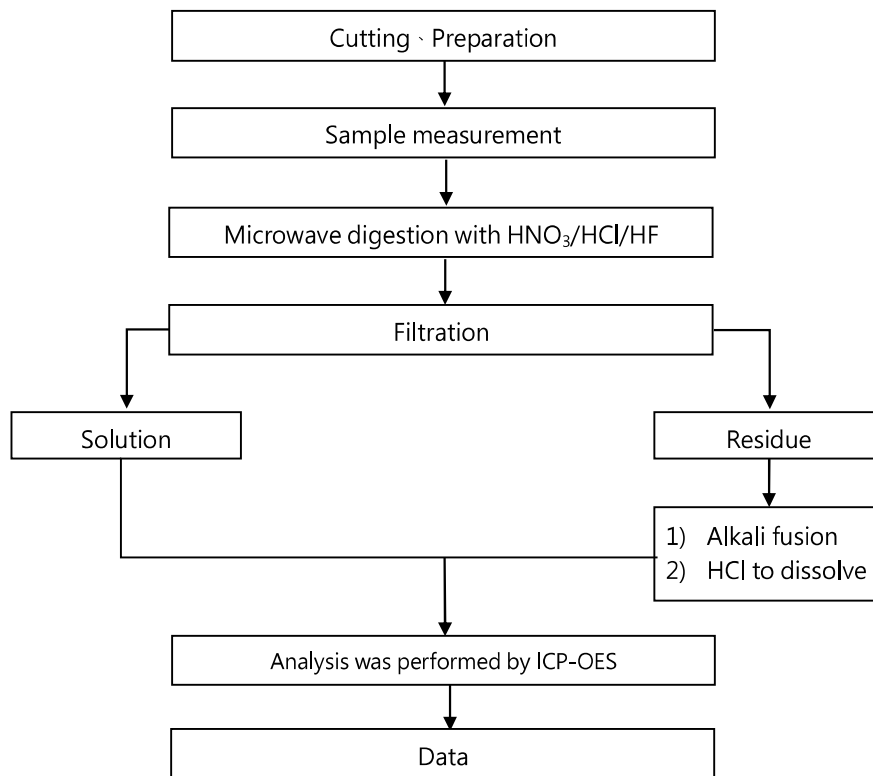 Cutting、Preparation
Sample measurement
Microwave digestion with HNO₃/HCl/HF
Filtration
Solution
Residue
1) Alkali fusion
2) HCl to dissolve
Analysis was performed by ICP-OES
Data